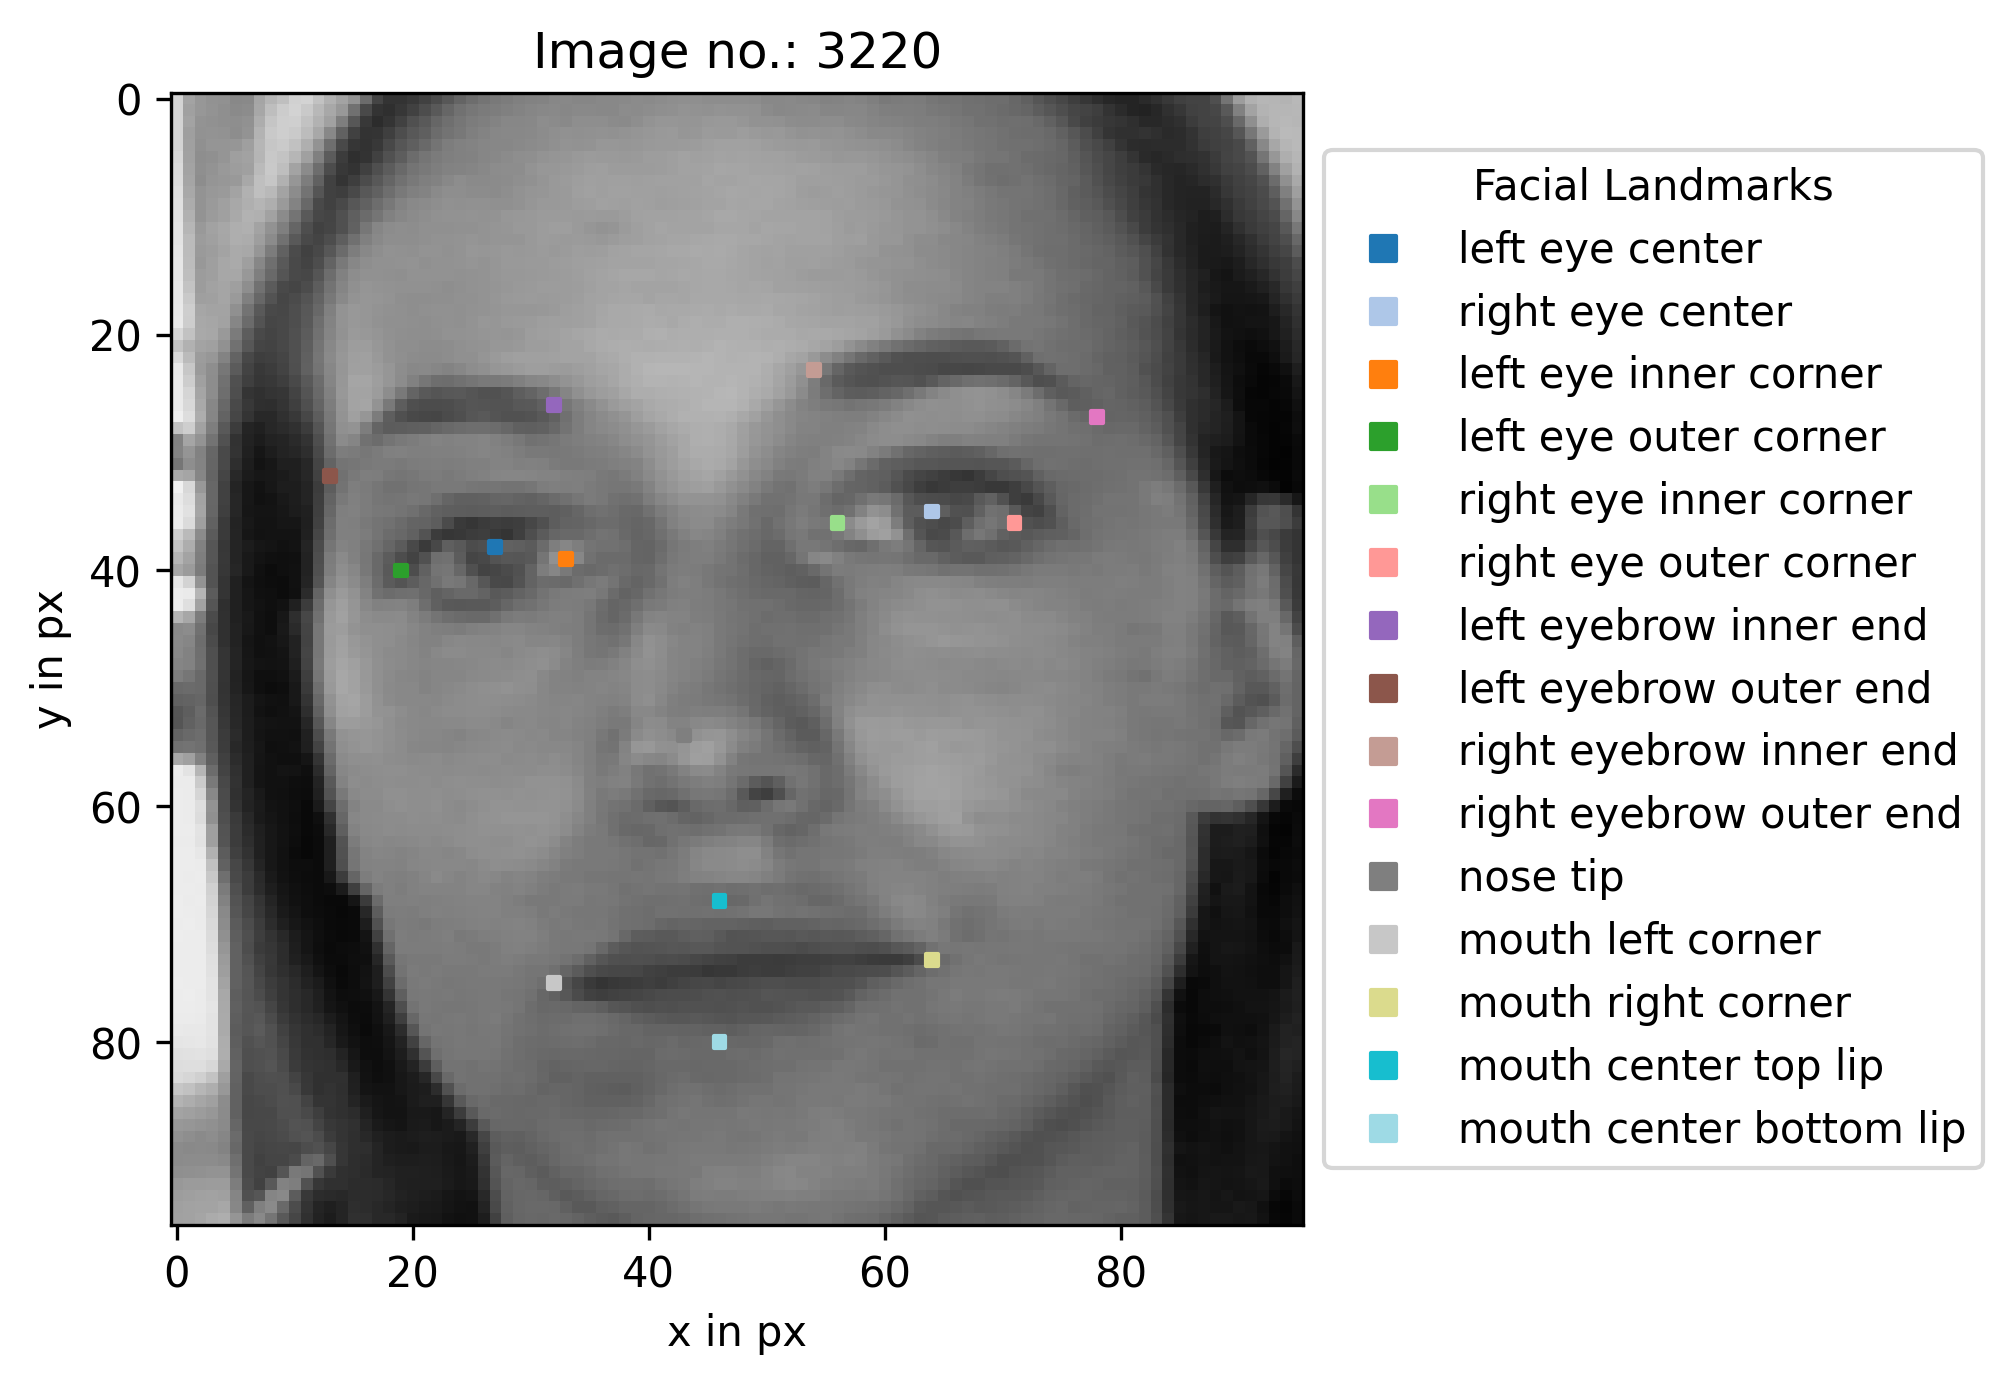 Image no.: 3220
0
20
40
60
80
y in px
0 20 40 60 80
x in px
Facial Landmarks
left eye center
right eye center
left eye inner corner
left eye outer corner
right eye inner corner
right eye outer corner
left eyebrow inner end
left eyebrow outer end
right eyebrow inner end
right eyebrow outer end
nose tip
mouth left corner
mouth right corner
mouth center top lip
mouth center bottom lip